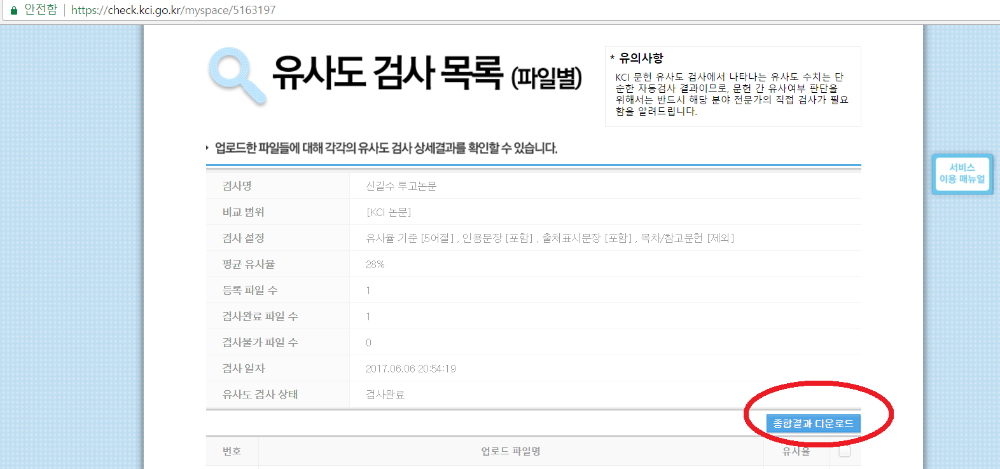 안전함 | https://check.kci.go.kr/myspace/5163197
유사도 검사 목록 (파일별)
* 유의사항
KCI 문헌 유사도 검사에서 나타나는 유사도 수치는 단
순한 자동검사 결과이므로, 문헌 간 유사여부 판단을
위해서는 반드시 해당 분야 전문가의 직접 검사가 필요
함을 알려드립니다.
업로드한 파일들에 대해 각각의 유사도 검사 상세결과를 확인할 수 있습니다.
서비스
이용 매뉴얼
검사명 신길수 투고논문
비교 범위 [KCI 논문]
검사 설정 유사율 기준 [5어절] , 인용문장 [포함] , 출처표시문장 [포함] , 목차/참고문헌 [제외]
평균 유사율 28%
등록 파일 수 1
검사완료 파일 수 1
검사불가 파일 수 0
검사 일자 2017.06.06 20:54:19
유사도 검사 상태 검사완료
종합결과 다운로드
번호 업로드 파일명 유사율